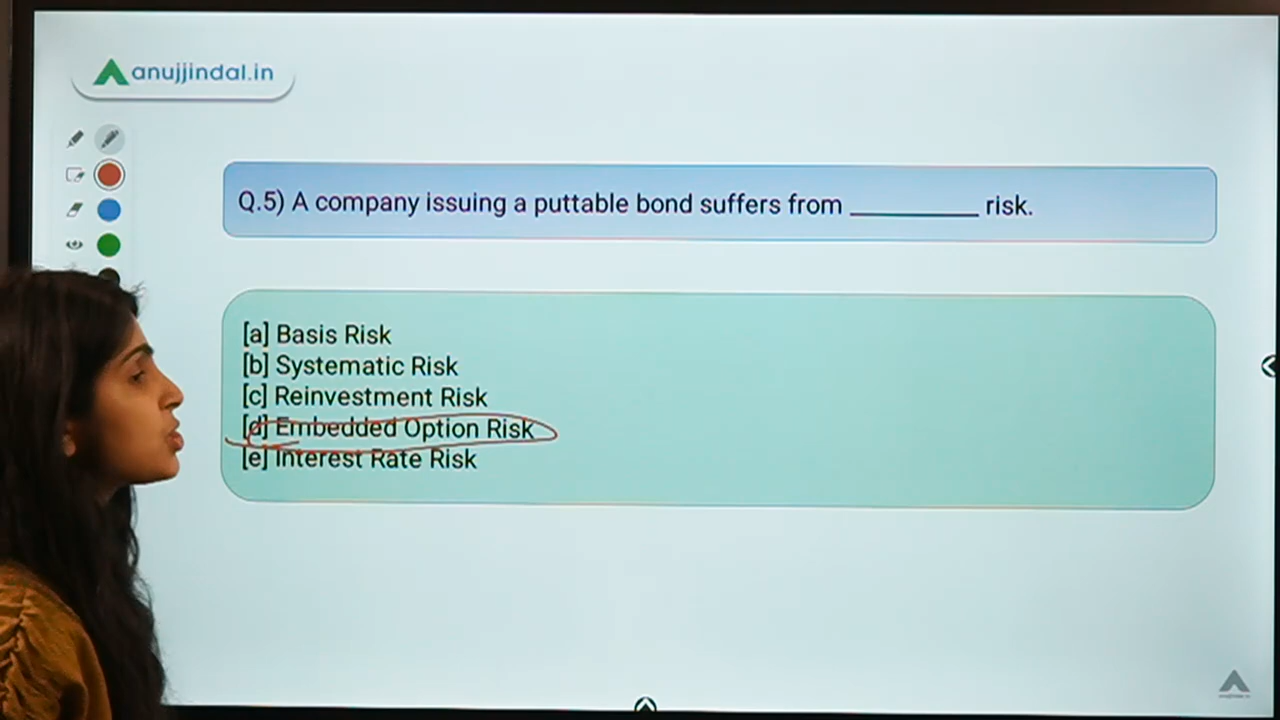 anujjindal.in
Q.5) A company issuing a puttable bond suffers from __________ risk.
[a] Basis Risk
[b] Systematic Risk
[c] Reinvestment Risk
[d] Embedded Option Risk
[e] Interest Rate Risk